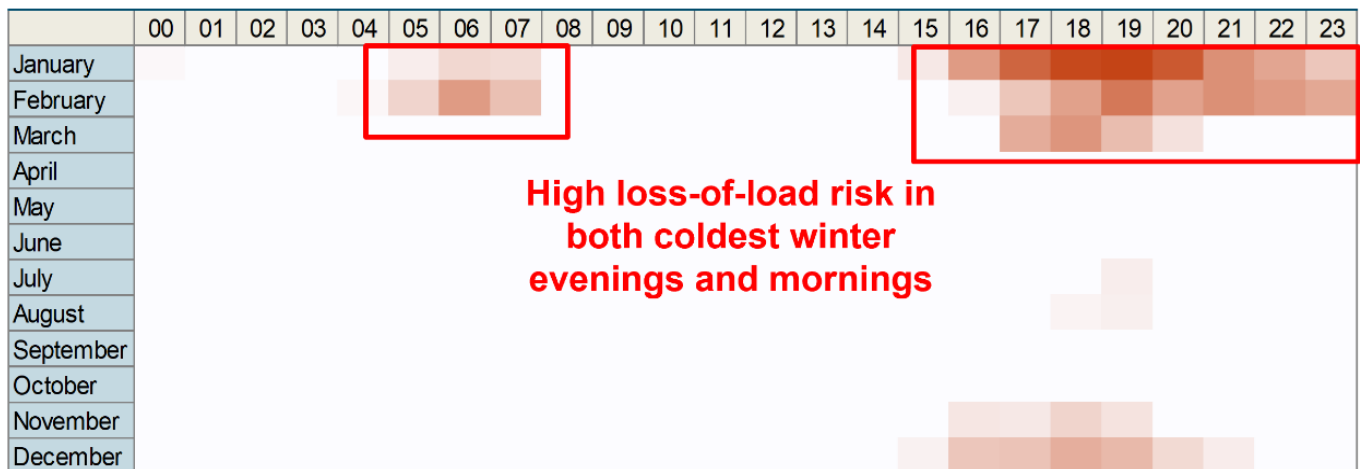 00 01 02 03 04 05 06 07 08 09 10 11 12 13 14 15 16 17 18 19 20 21 22 23
January
February
March
April
May
June
July
August
September
October
November
December
High loss-of-load risk in
both coldest winter
evenings and mornings